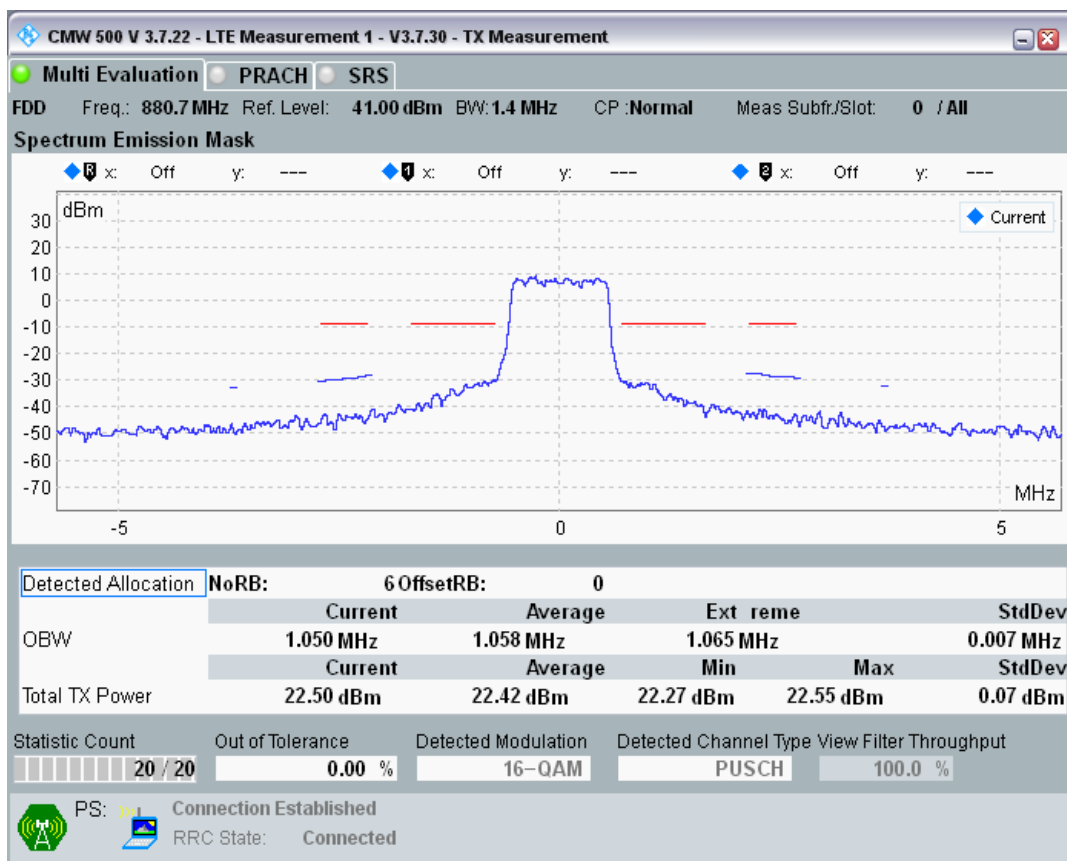 CMW 500 V 3.7.22 - LTE Measurement 1 - V3.7.30 - TX Measurement
Multi Evaluation PRACH SRS
FDD Freq.: 880.7 MHz Ref. Level: 41.00 dBm BW: 1.4 MHz CP :Normal Meas Subfr./Slot: 0 / All
Spectrum Emission Mask
R x: Off y: --- 1 x: Off y: --- 2 x: Off y: ---
dBm
Current
30
20
10
0
-10
-20
-30
-40
-50
-60
-70
MHz
-5 0 5
Detected Allocation NoRB: 6 OffsetRB: 0
Current Average Ext reme StdDev
OBW 1.050 MHz 1.058 MHz 1.065 MHz 0.007 MHz
Current Average Min Max StdDev
Total TX Power 22.50 dBm 22.42 dBm 22.27 dBm 22.55 dBm 0.07 dBm
Statistic Count Out of Tolerance Detected Modulation Detected Channel Type View Filter Throughput
20 / 20 0.00 % 16-QAM PUSCH 100.0 %
PS: Connection Established
RRC State: Connected